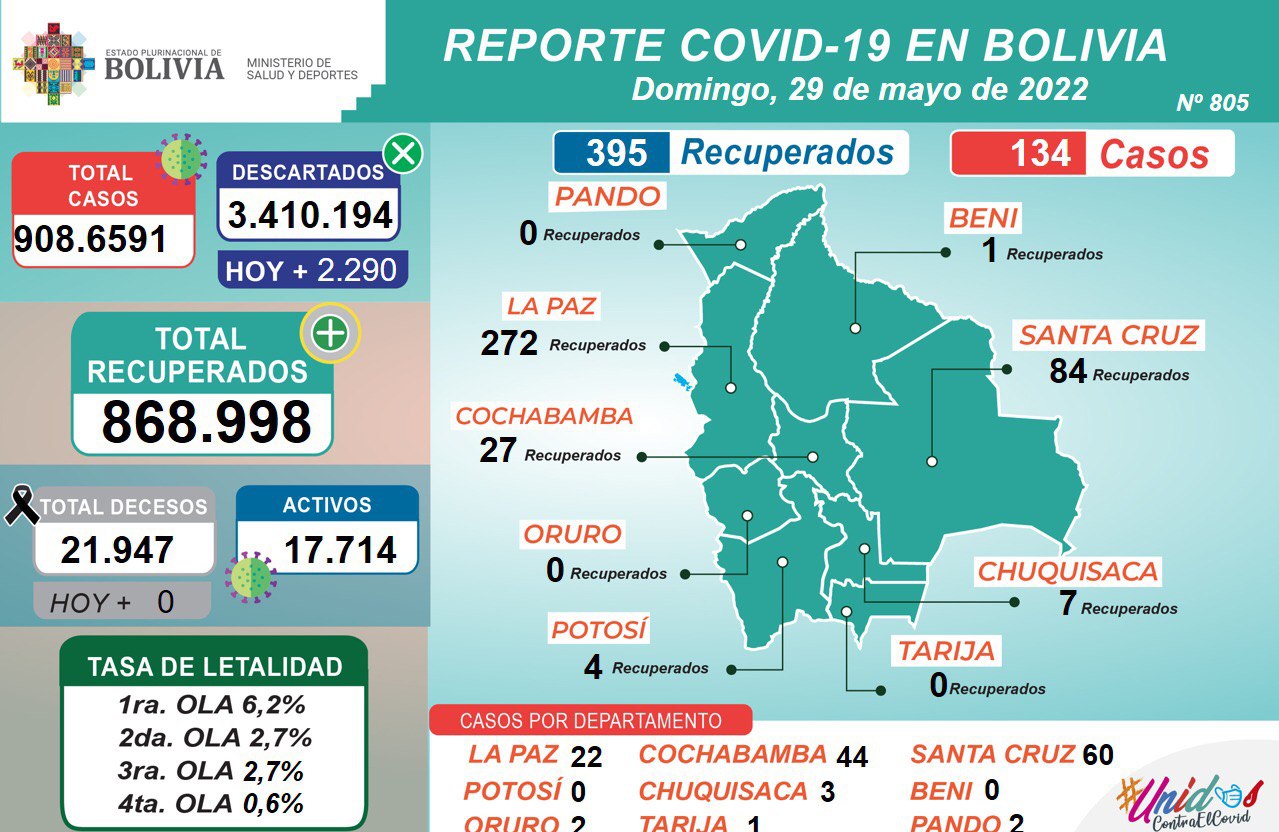 ESTADO PLURINACIONAL DE
BOLIVIA
MINISTERIO DE
SALUD Y DEPORTES
REPORTE COVID-19 EN BOLIVIA
Domingo, 29 de mayo de 2022
Nº 805
TOTAL
CASOS
908.6591
DESCARTADOS
3.410.194
HOY + 2.290
TOTAL
RECUPERADOS
868.998
TOTAL DECESOS
21.947
HOY + 0
ACTIVOS
17.714
TASA DE LETALIDAD
1ra. OLA 6,2%
2da. OLA 2,7%
3ra. OLA 2,7%
4ta. OLA 0,6%
395 Recuperados
134 Casos
PANDO
0 Recuperados
BENI
1 Recuperados
LA PAZ
272 Recuperados
SANTA CRUZ
84 Recuperados
COCHABAMBA
27 Recuperados
ORURO
0 Recuperados
CHUQUISACA
7 Recuperados
POTOSÍ
4 Recuperados
TARIJA
0 Recuperados
CASOS POR DEPARTAMENTO
LA PAZ 22 COCHABAMBA 44 SANTA CRUZ 60
POTOSÍ 0 CHUQUISACA 3 BENI 0
ORURO 2 TARIJA 1 PANDO 2
#Unidos
ContraElCovid